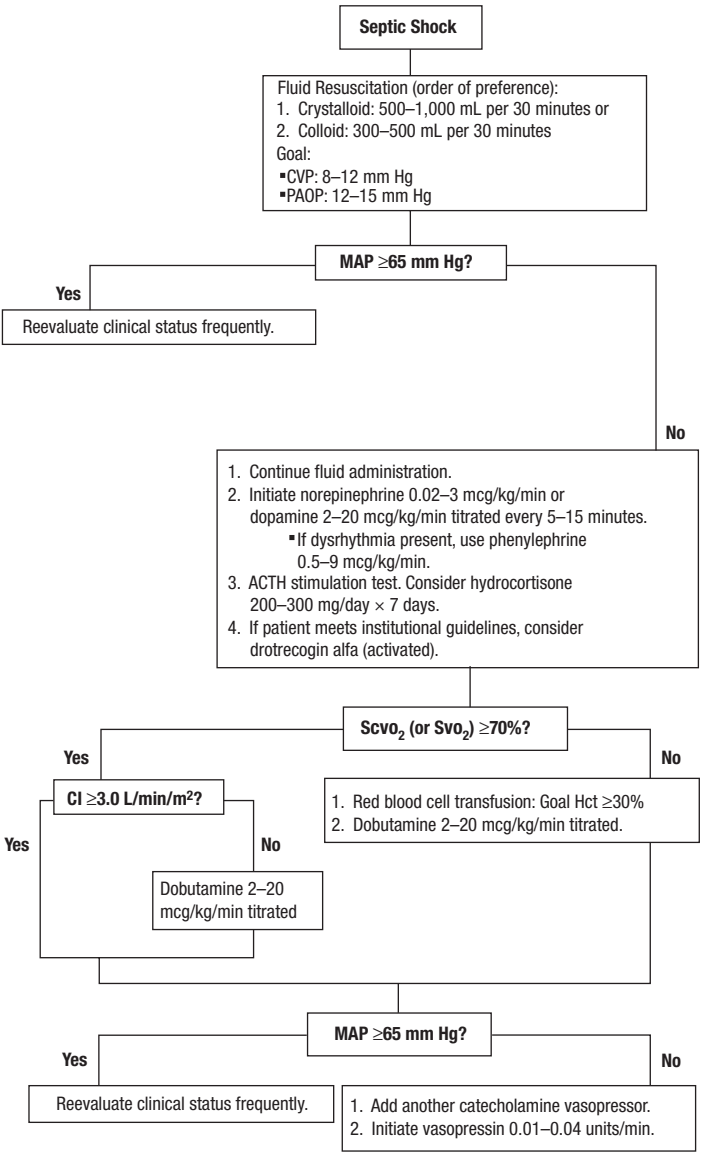 Septic Shock
Fluid Resuscitation (order of preference):
1. Crystalloid: 500–1,000 mL per 30 minutes or
2. Colloid: 300–500 mL per 30 minutes
Goal:
▪CVP: 8–12 mm Hg
▪PAOP: 12–15 mm Hg
MAP ≥65 mm Hg?
Yes
Reevaluate clinical status frequently.
No
1. Continue fluid administration.
2. Initiate norepinephrine 0.02–3 mcg/kg/min or
dopamine 2–20 mcg/kg/min titrated every 5–15 minutes.
▪If dysrhythmia present, use phenylephrine
0.5–9 mcg/kg/min.
3. ACTH stimulation test. Consider hydrocortisone
200–300 mg/day × 7 days.
4. If patient meets institutional guidelines, consider
drotrecogin alfa (activated).
Scvo₂ (or Svo₂) ≥70%?
Yes
No
CI ≥3.0 L/min/m²?
1. Red blood cell transfusion: Goal Hct ≥30%
2. Dobutamine 2–20 mcg/kg/min titrated.
Yes
No
Dobutamine 2–20
mcg/kg/min titrated
MAP ≥65 mm Hg?
Yes
No
Reevaluate clinical status frequently.
1. Add another catecholamine vasopressor.
2. Initiate vasopressin 0.01–0.04 units/min.